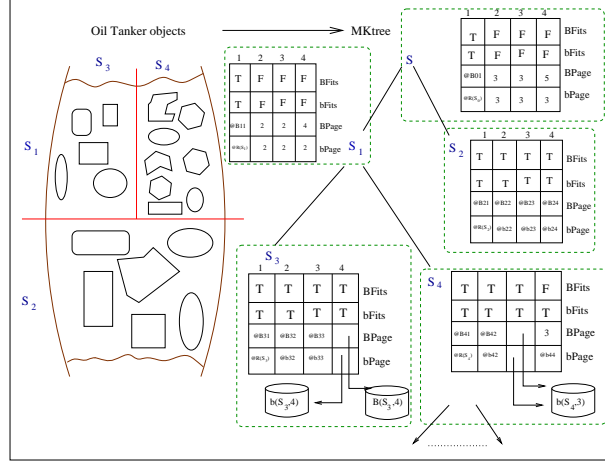 Oil Tanker objects MKtree
S3 S4
S1
S2
S
1 2 3 4
T F F F BFits
T F F F bFits
@B01 3 3 5 BPage
3 3 3 bPage
S1
1 2 3 4
T F F F BFits
T F F F bFits
@B11 2 2 4 BPage
@R(S1) 2 2 2 bPage
S2
1 2 3 4
T T T T BFits
T T T T bFits
@B21 @B22 @B23 @B24 BPage
@b22 @b23 @b24 bPage
S3
1 2 3 4
T T T T BFits
T T T T bFits
@B31 @B32 @B33 BPage
@b32 @b33 bPage
b(S3,4) B(S3,4)
S4
T T T F BFits
T T T T bFits
@B41 @B42 3 BPage
@b42 @b44 bPage
b(S4,3)